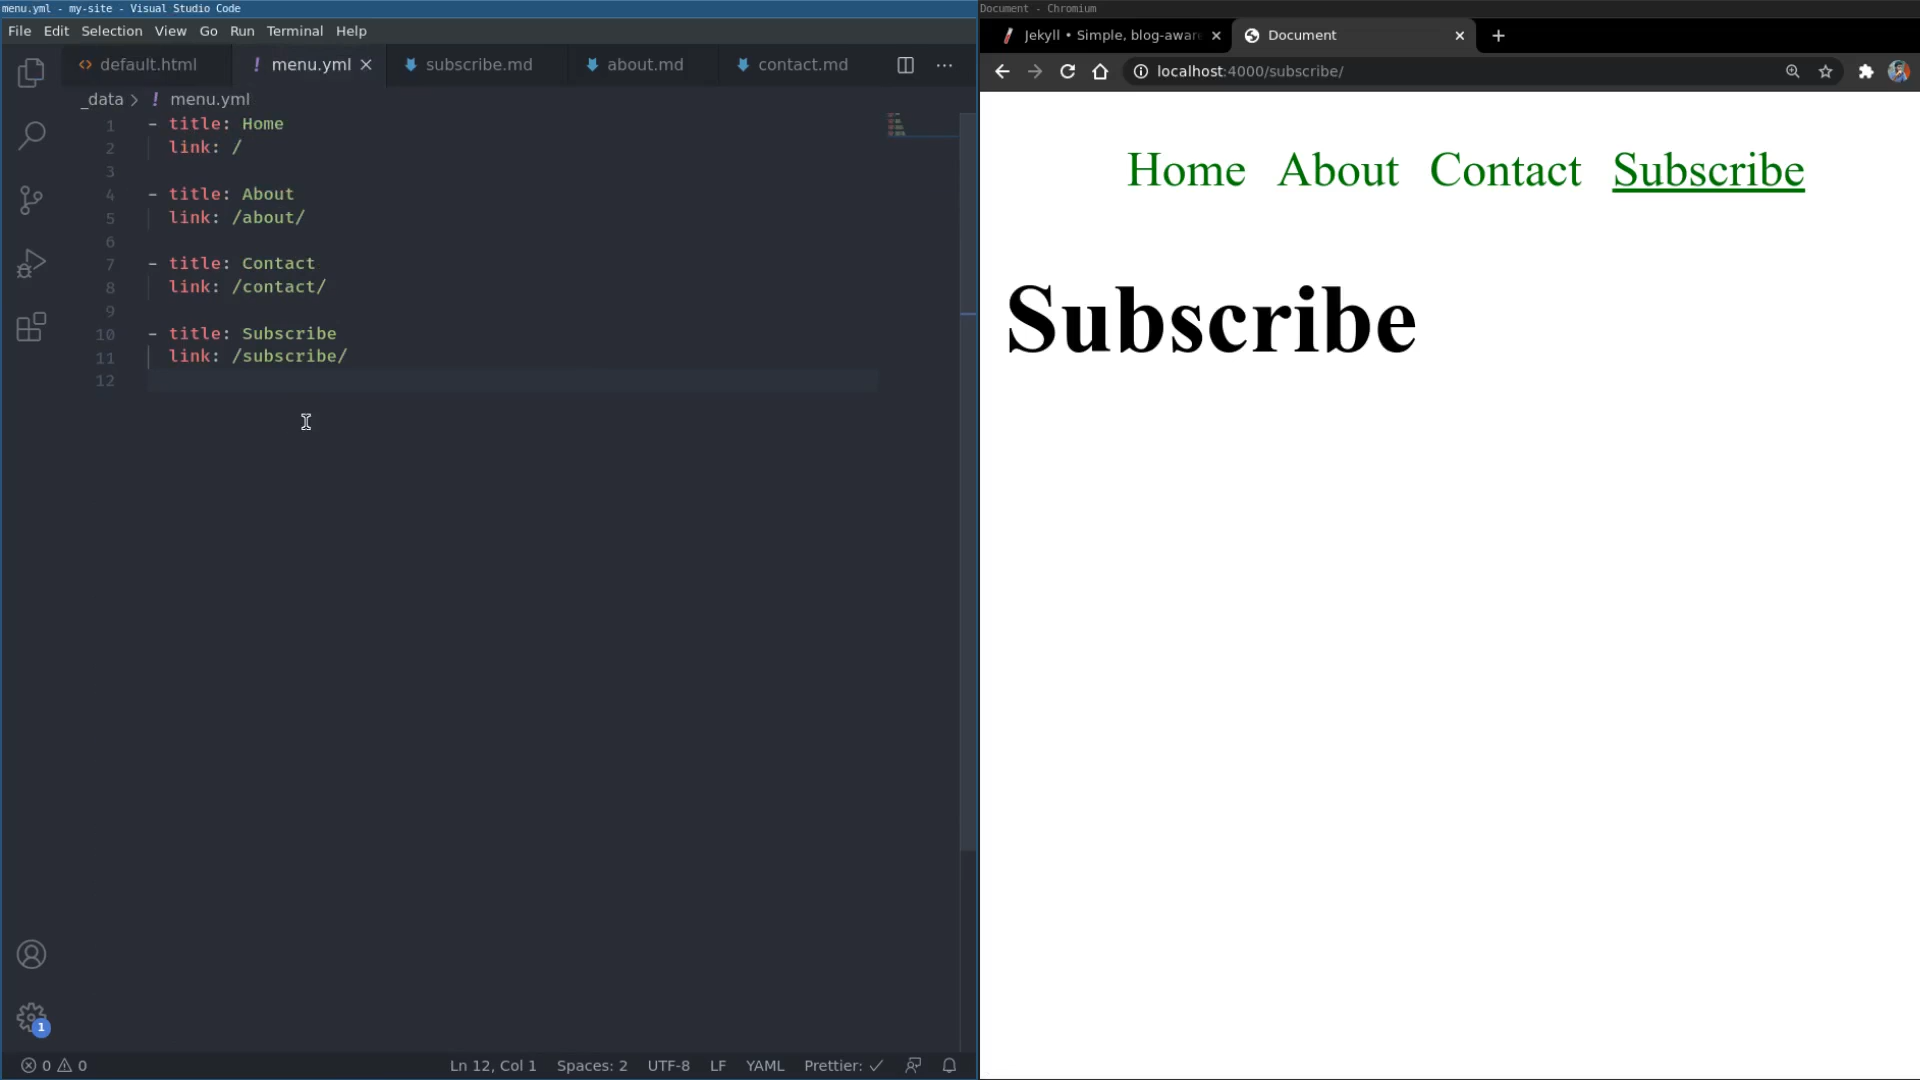 menu.yml - my-site - Visual Studio Code
File Edit Selection View Go Run Terminal Help
default.html
menu.yml
subscribe.md
about.md
contact.md
_data > ! menu.yml
1 - title: Home
2 link: /
3
4 - title: About
5 link: /about/
6
7 - title: Contact
8 link: /contact/
9
10 - title: Subscribe
11 link: /subscribe/
12
1
0 0 Ln 12, Col 1 Spaces: 2 UTF-8 LF YAML Prettier: ✓
Document - Chromium
Jekyll • Simple, blog-aware
Document
localhost:4000/subscribe/
Home About Contact Subscribe
Subscribe